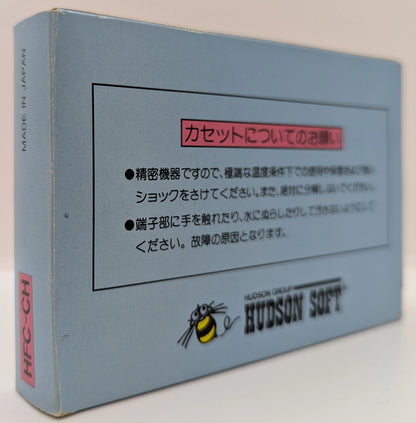 MADE IN JAPAN
HFC-CH
カセットについてのお願い
●精密機器ですので、極端な温度条件下での使用や保管および強い
ショックをさけてください。また、絶対に分解しないでください。
●端子部に手を触れたり、水にぬらしたりして汚さないようにして
ください。故障の原因となります。
HUDSON GROUP
HUDSON SOFT